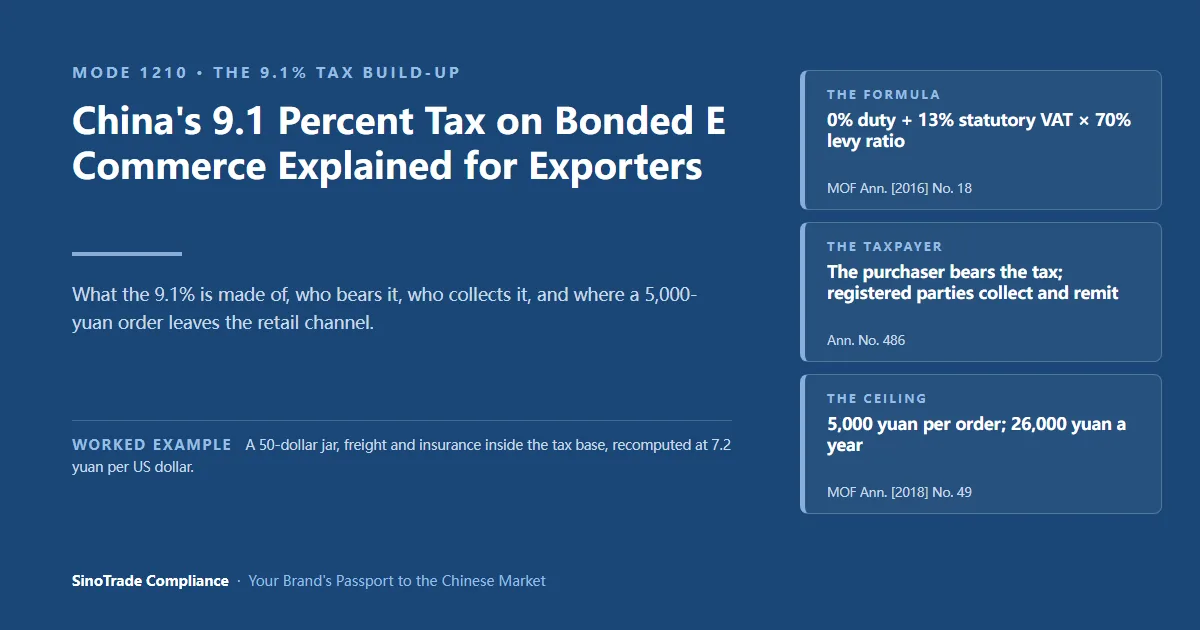 MODE 1210 • THE 9.1% TAX BUILD-UP
China's 9.1 Percent Tax on Bonded E
Commerce Explained for Exporters
What the 9.1% is made of, who bears it, who collects it, and where a 5,000-
yuan order leaves the retail channel.
WORKED EXAMPLE A 50-dollar jar, freight and insurance inside the tax base, recomputed at 7.2
yuan per US dollar.
SinoTrade Compliance · Your Brand's Passport to the Chinese Market
THE FORMULA
0% duty + 13% statutory VAT × 70%
levy ratio
MOF Ann. [2016] No. 18
THE TAXPAYER
The purchaser bears the tax;
registered parties collect and remit
Ann. No. 486
THE CEILING
5,000 yuan per order; 26,000 yuan a
year
MOF Ann. [2018] No. 49